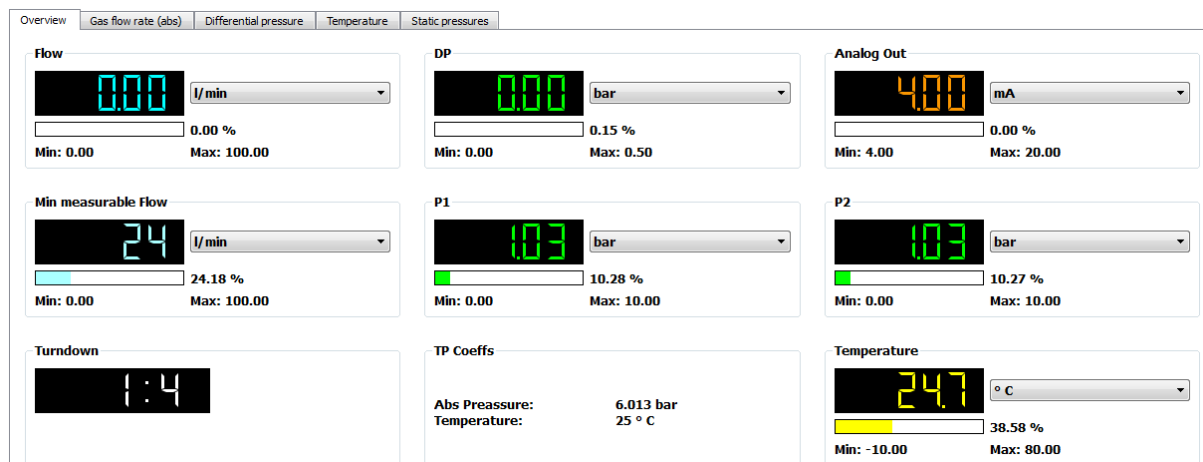 Overview Gas flow rate (abs) Differential pressure Temperature Static pressures
Flow DP Analog Out
0.00 l/min 0.00 bar 4.00 mA
0.00 % 0.15 % 0.00 %
Min: 0.00 Max: 100.00 Min: 0.00 Max: 0.50 Min: 4.00 Max: 20.00
Min measurable Flow P1 P2
24 l/min 1.03 bar 1.03 bar
24.18 % 10.28 % 10.27 %
Min: 0.00 Max: 100.00 Min: 0.00 Max: 10.00 Min: 0.00 Max: 10.00
Turndown TP Coeffs Temperature
1:4 24.7 ° C
Abs Preassure: 6.013 bar
Temperature: 25 ° C 38.58 %
Min: -10.00 Max: 80.00